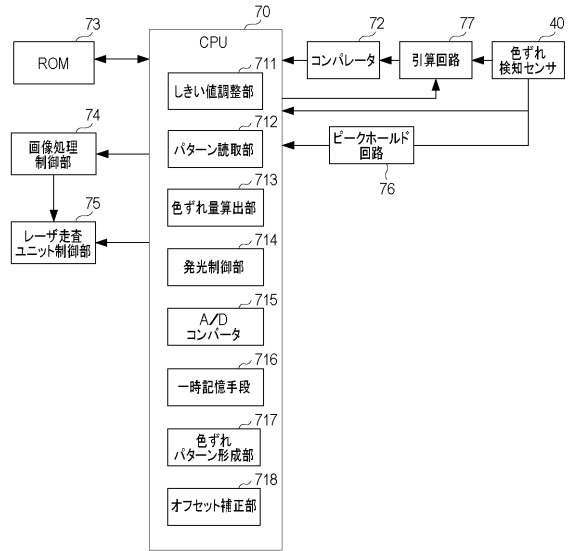 73
ROM
74
画像処理
制御部
75
レーザ走査
ユニット制御部
70
CPU
711
しきい値調整部
712
パターン読取部
713
色ずれ量算出部
714
発光制御部
715
A/D
コンバータ
716
一時記憶手段
717
色ずれ
パターン形成部
718
オフセット補正部
72
コンパレータ
77
引算回路
40
色ずれ
検知センサ
ピークホールド
回路
76